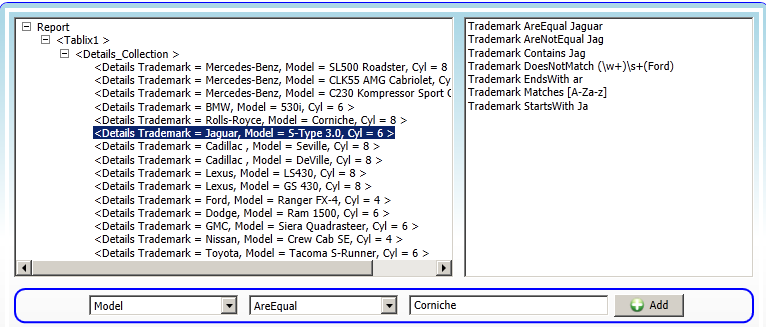 Report
<Tablix1 >
<Details_Collection >
<Details Trademark = Mercedes-Benz, Model = SL500 Roadster, Cyl = 8
<Details Trademark = Mercedes-Benz, Model = CLK55 AMG Cabriolet, Cy
<Details Trademark = Mercedes-Benz, Model = C230 Kompressor Sport C
<Details Trademark = BMW, Model = 530i, Cyl = 6 >
<Details Trademark = Rolls-Royce, Model = Corniche, Cyl = 8 >
<Details Trademark = Jaguar, Model = S-Type 3.0, Cyl = 6 >
<Details Trademark = Cadillac , Model = Seville, Cyl = 8 >
<Details Trademark = Cadillac , Model = DeVille, Cyl = 8 >
<Details Trademark = Lexus, Model = LS430, Cyl = 8 >
<Details Trademark = Lexus, Model = GS 430, Cyl = 8 >
<Details Trademark = Ford, Model = Ranger FX-4, Cyl = 4 >
<Details Trademark = Dodge, Model = Ram 1500, Cyl = 6 >
<Details Trademark = GMC, Model = Siera Quadrasteer, Cyl = 6 >
<Details Trademark = Nissan, Model = Crew Cab SE, Cyl = 4 >
<Details Trademark = Toyota, Model = Tacoma S-Runner, Cyl = 6 >
Trademark AreEqual Jaguar
Trademark AreNotEqual Jag
Trademark Contains Jag
Trademark DoesNotMatch (\w+)\s+(Ford)
Trademark EndsWith ar
Trademark Matches [A-Za-z]
Trademark StartsWith Ja
Model AreEqual Corniche Add